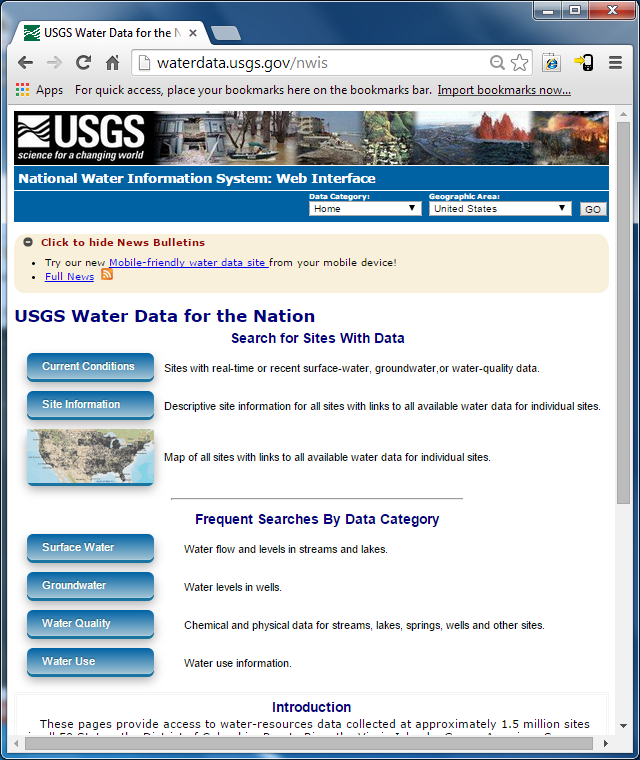 USGS Water Data for the N
waterdata.usgs.gov/nwis
Apps For quick access, place your bookmarks here on the bookmarks bar. Import bookmarks now...
USGS
science for a changing world
National Water Information System: Web Interface
Data Category: Geographic Area:
Home United States GO
Click to hide News Bulletins
Try our new Mobile-friendly water data site from your mobile device!
Full News
USGS Water Data for the Nation
Search for Sites With Data
Current Conditions Sites with real-time or recent surface-water, groundwater,or water-quality data.
Site Information Descriptive site information for all sites with links to all available water data for individual sites.
Map of all sites with links to all available water data for individual sites.
Frequent Searches By Data Category
Surface Water Water flow and levels in streams and lakes.
Groundwater Water levels in wells.
Water Quality Chemical and physical data for streams, lakes, springs, wells and other sites.
Water Use Water use information.
Introduction
These pages provide access to water-resources data collected at approximately 1.5 million sites